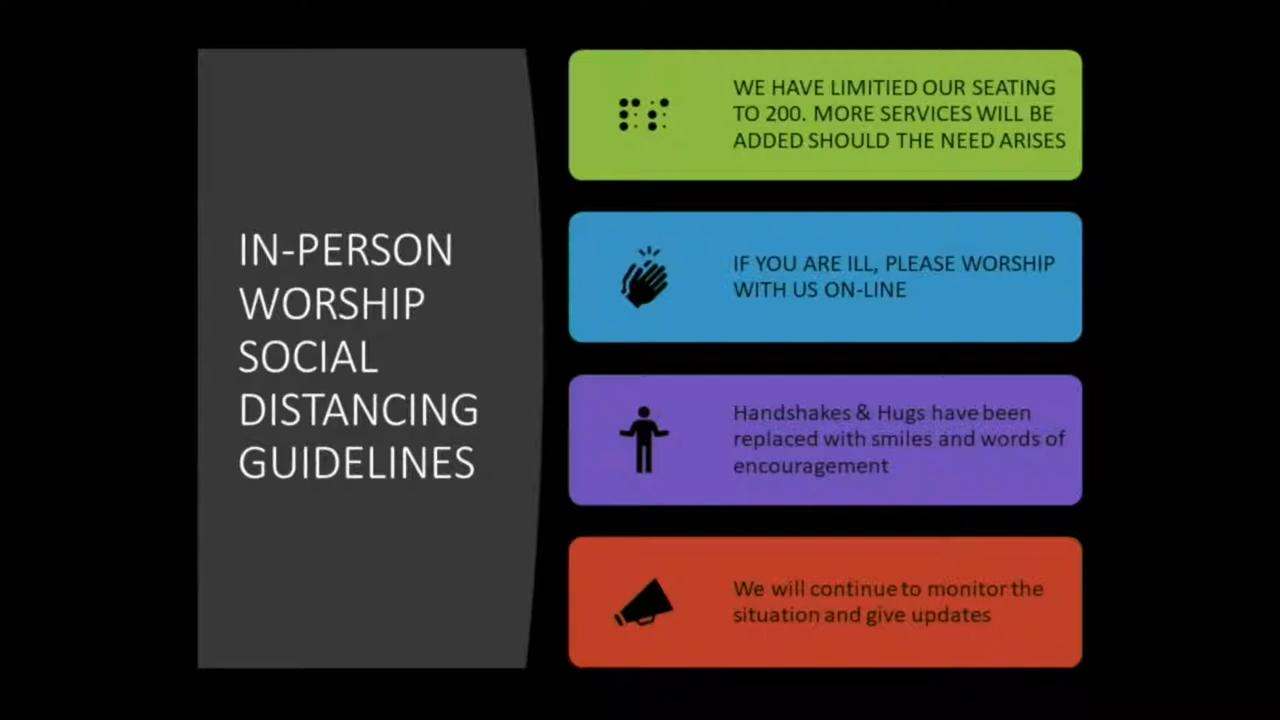 IN-PERSON
WORSHIP
SOCIAL
DISTANCING
GUIDELINES
WE HAVE LIMITIED OUR SEATING
TO 200. MORE SERVICES WILL BE
ADDED SHOULD THE NEED ARISES
IF YOU ARE ILL, PLEASE WORSHIP
WITH US ON-LINE
Handshakes & Hugs have been
replaced with smiles and words of
encouragement
We will continue to monitor the
situation and give updates